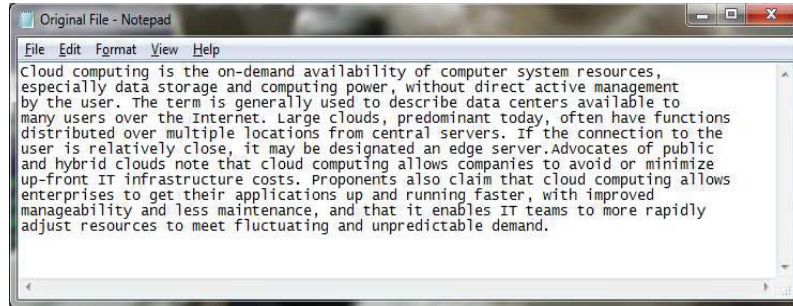 Original File - Notepad
File Edit Format View Help
Cloud computing is the on-demand availability of computer system resources,
especially data storage and computing power, without direct active management
by the user. The term is generally used to describe data centers available to
many users over the Internet. Large clouds, predominant today, often have functions
distributed over multiple locations from central servers. If the connection to the
user is relatively close, it may be designated an edge server.Advocates of public
and hybrid clouds note that cloud computing allows companies to avoid or minimize
up-front IT infrastructure costs. Proponents also claim that cloud computing allows
enterprises to get their applications up and running faster, with improved
manageability and less maintenance, and that it enables IT teams to more rapidly
adjust resources to meet fluctuating and unpredictable demand.